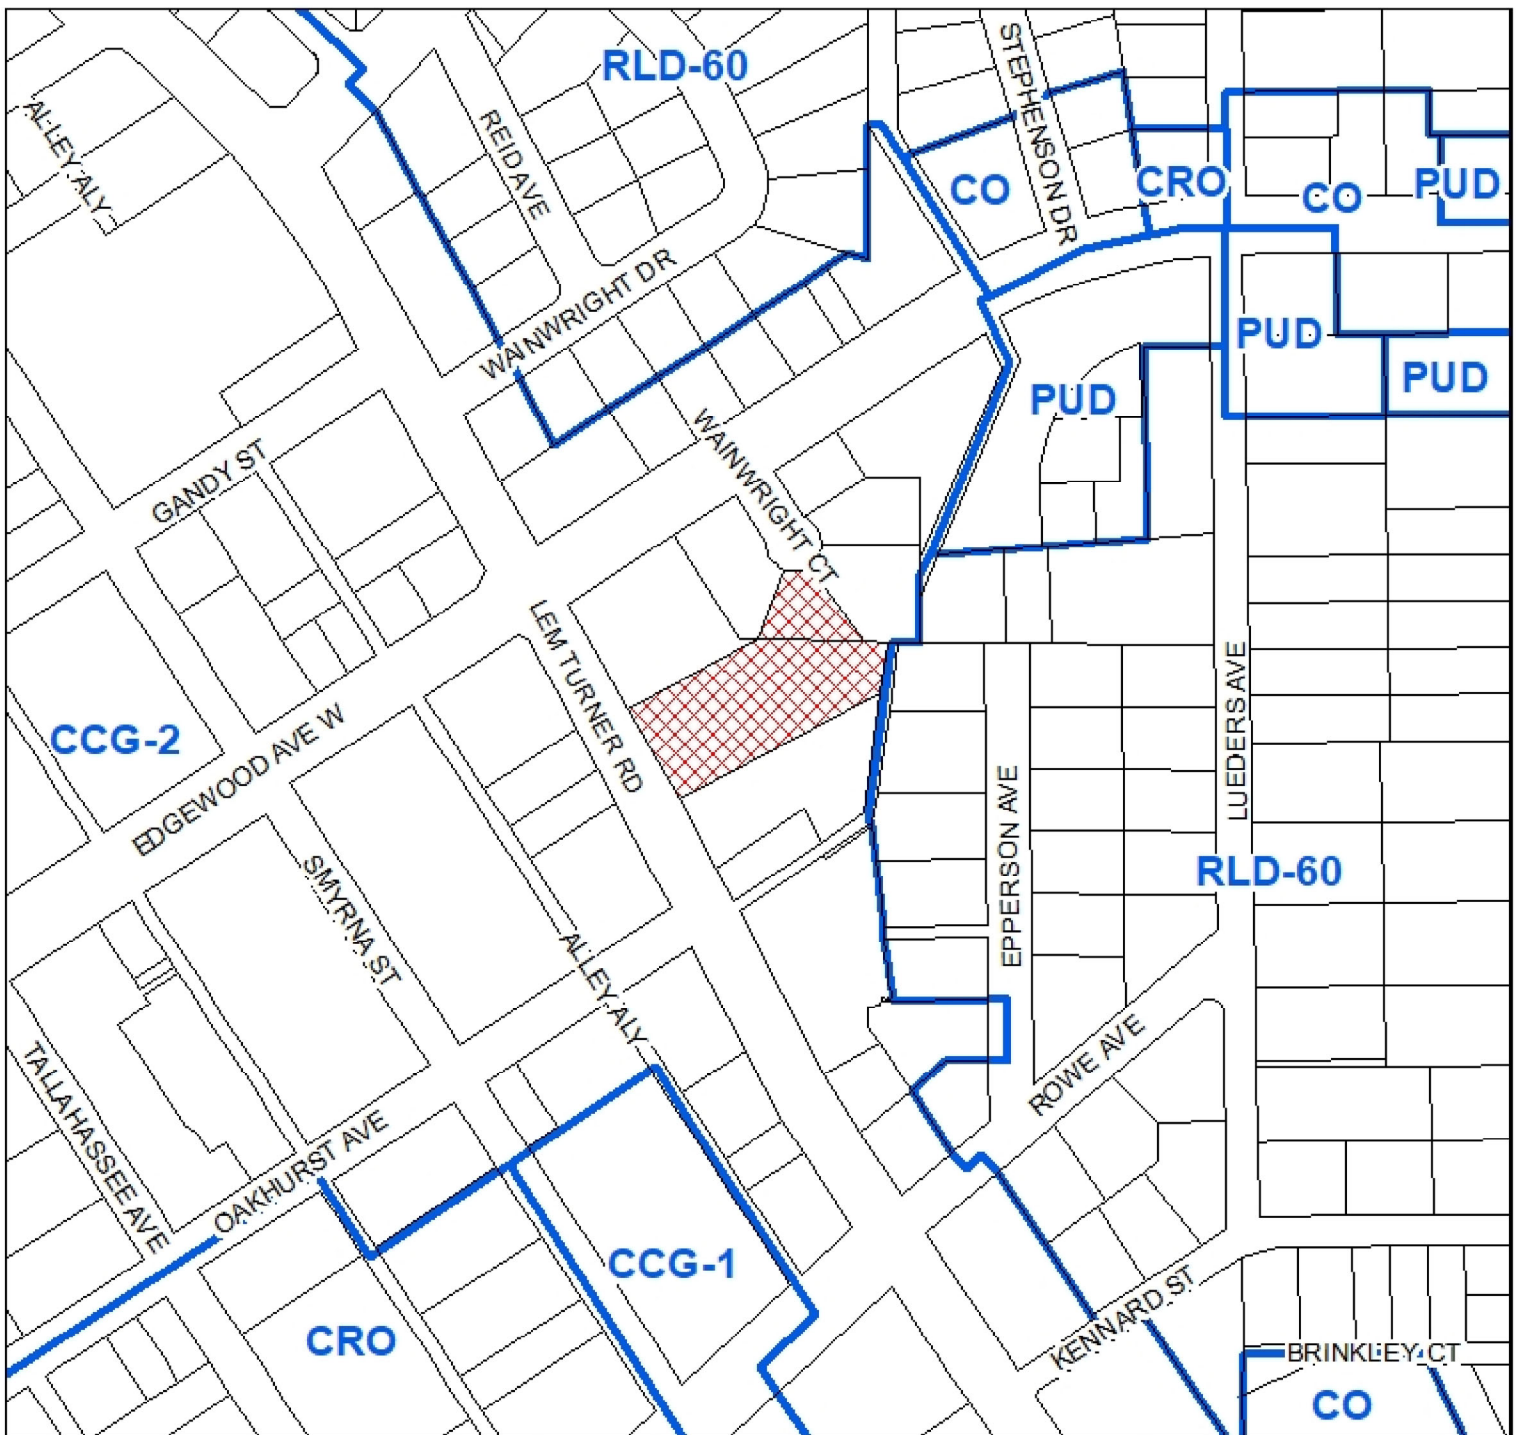 RLD-60
STEPHENSON DR
ALLEY ALY
REID AVE
CO
CRO
CO
PUD
WAINWRIGHT DR
PUD
PUD
PUD
WAINWRIGHT CT
GANDY ST
LEM TURNER RD
CCG-2
EDGEWOOD AVE W
LUEDERS AVE
EPPERSON AVE
RLD-60
SMYRNA ST
ALLEY ALY
TALLAHASSEE AVE
OAKHURST AVE
ROWE AVE
CCG-1
CRO
KENNARD ST
BRINKLEY CT
CO